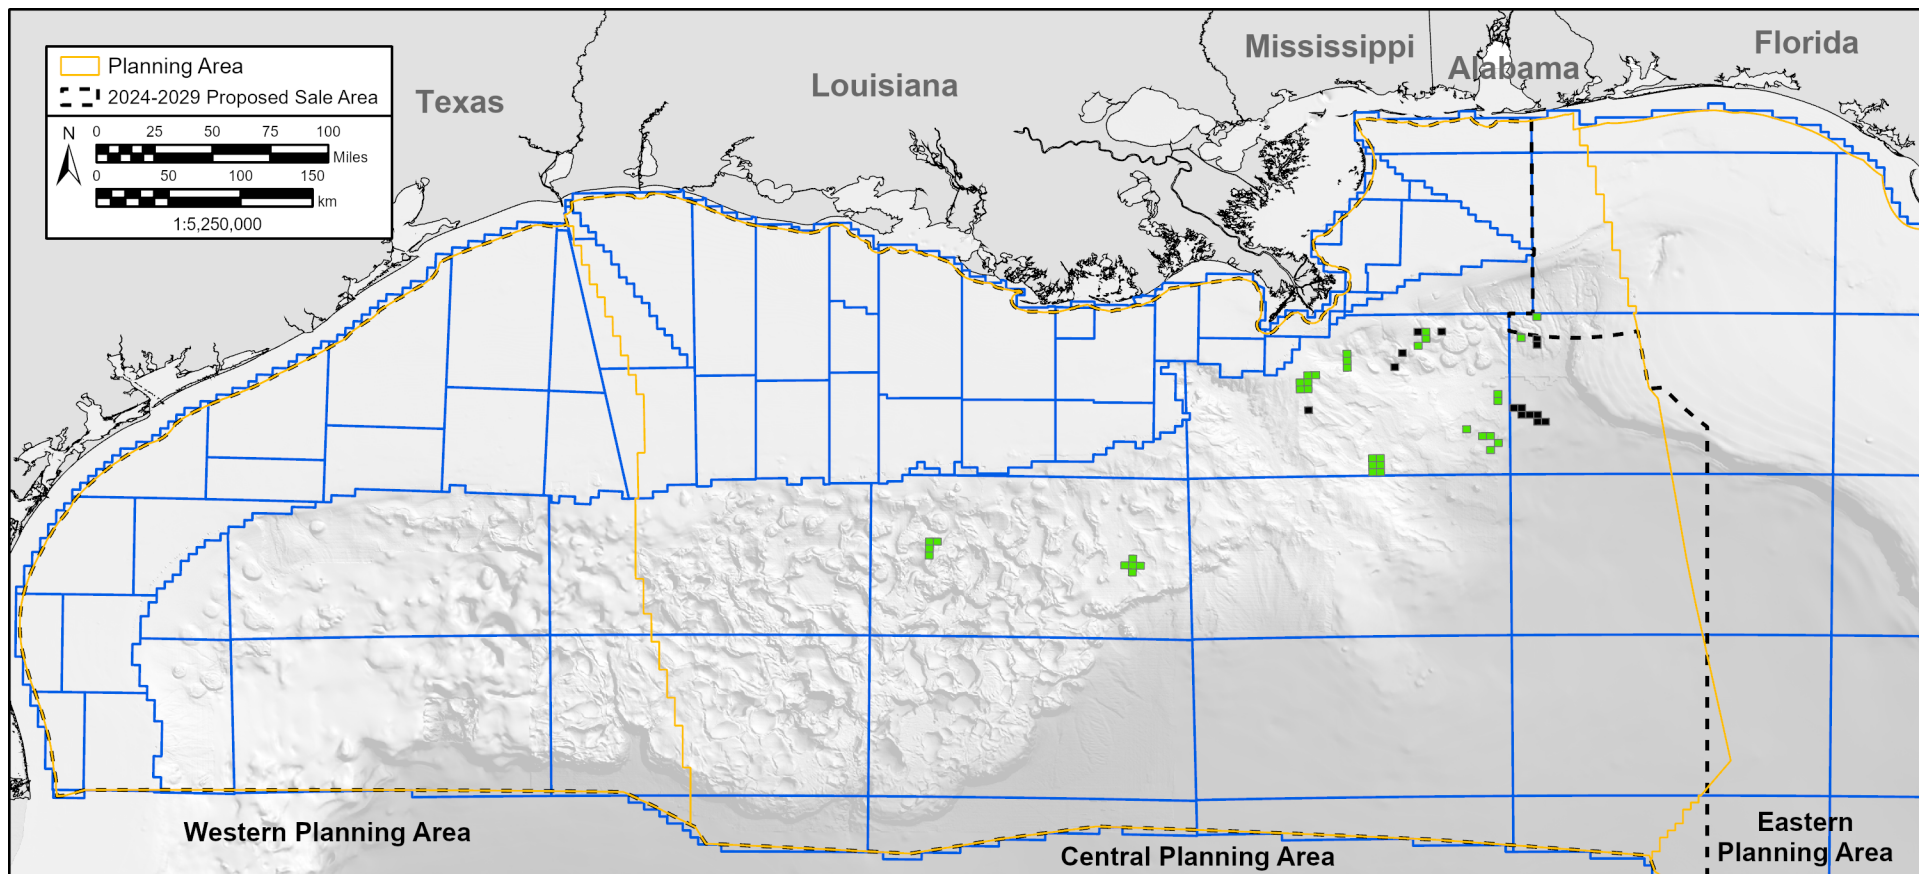 Planning Area
2024-2029 Proposed Sale Area
N
0 25 50 75 100
Miles
0 50 100 150
km
1:5,250,000
Texas
Louisiana
Mississippi
Alabama
Florida
Western Planning Area
Central Planning Area
Eastern
Planning Area